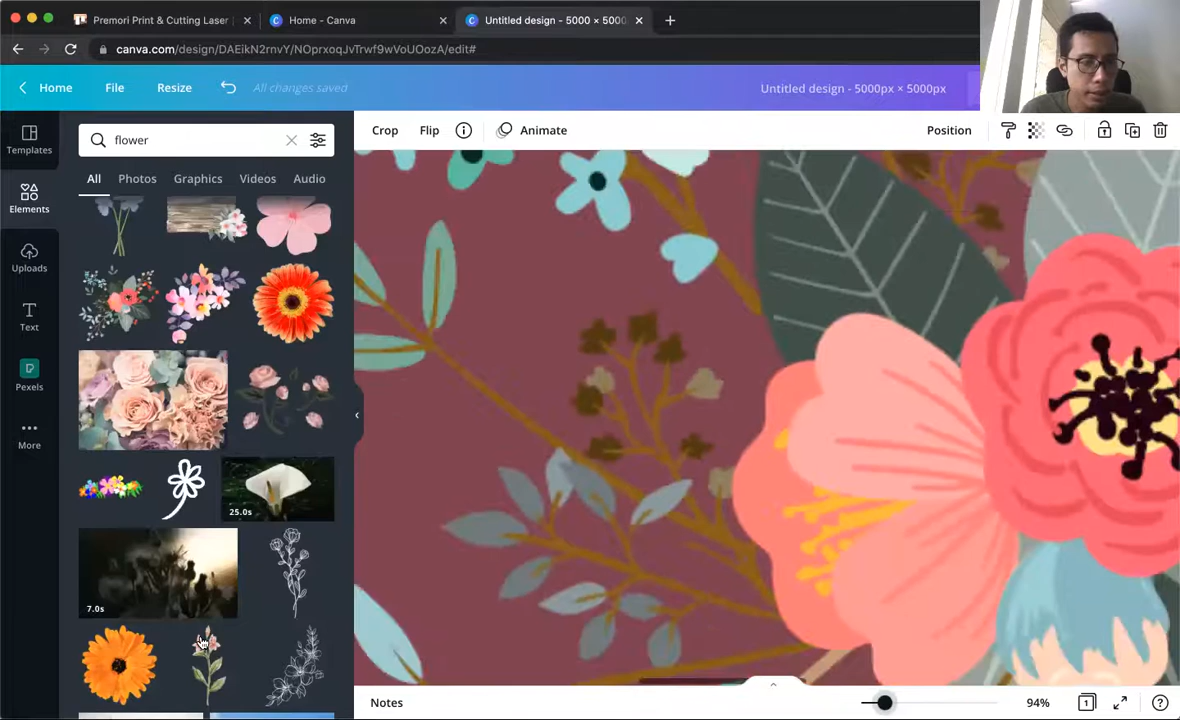 Premori Print & Cutting Laser
Home - Canva
Untitled design - 5000 × 5000
canva.com/design/DAEikN2rnvY/NOprxoqJvTrwf9wVoUOozA/edit#
Home
File
Resize
All changes saved
Untitled design - 5000px × 5000px
Templates
flower
Crop
Flip
Animate
Position
All
Photos
Graphics
Videos
Audio
Elements
Uploads
Text
Pexels
More
25.0s
7.0s
Notes
94%
1